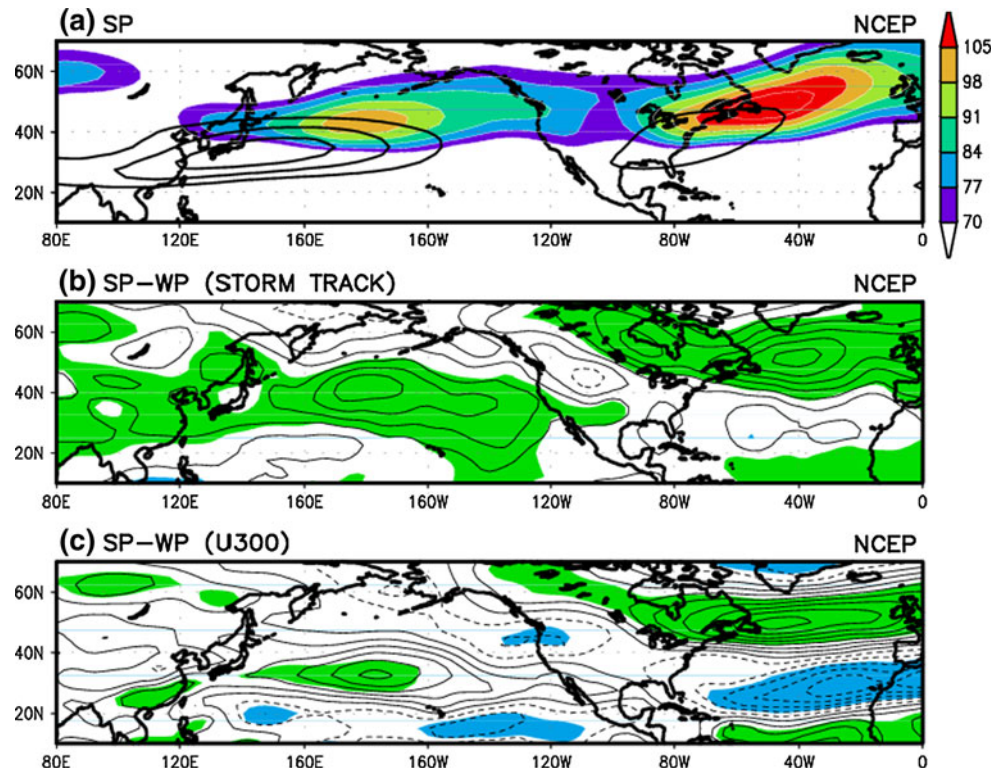 (a) SP NCEP
60N
40N
20N
80E 120E 160E 160W 120W 80W 40W 0
105
98
91
84
77
70
(b) SP-WP (STORM TRACK) NCEP
60N
40N
20N
80E 120E 160E 160W 120W 80W 40W 0
(c) SP-WP (U300) NCEP
60N
40N
20N
80E 120E 160E 160W 120W 80W 40W 0